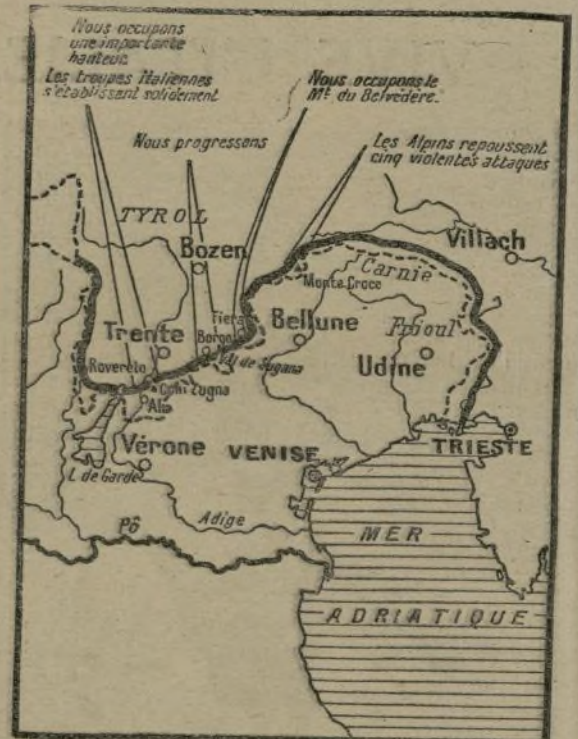 Nous occupons
une importante
hauteur.
Les troupes italiennes
s'établissent solidement
Nous occupons le
Mt. du Belvédère.
Nous progressons
Les Alpins repoussent
cinq violentes attaques
TYROL
Villach
Bozen
Carnie
Monte Croce
Fiera
Bellune
Frioul
Trente
Borgo
Udine
Val de Sugana
Rovereto
Coni Zugna
Ala
Vérone
VENISE
TRIESTE
L. de Garde
Adige
Pô
MER
ADRIATIQUE